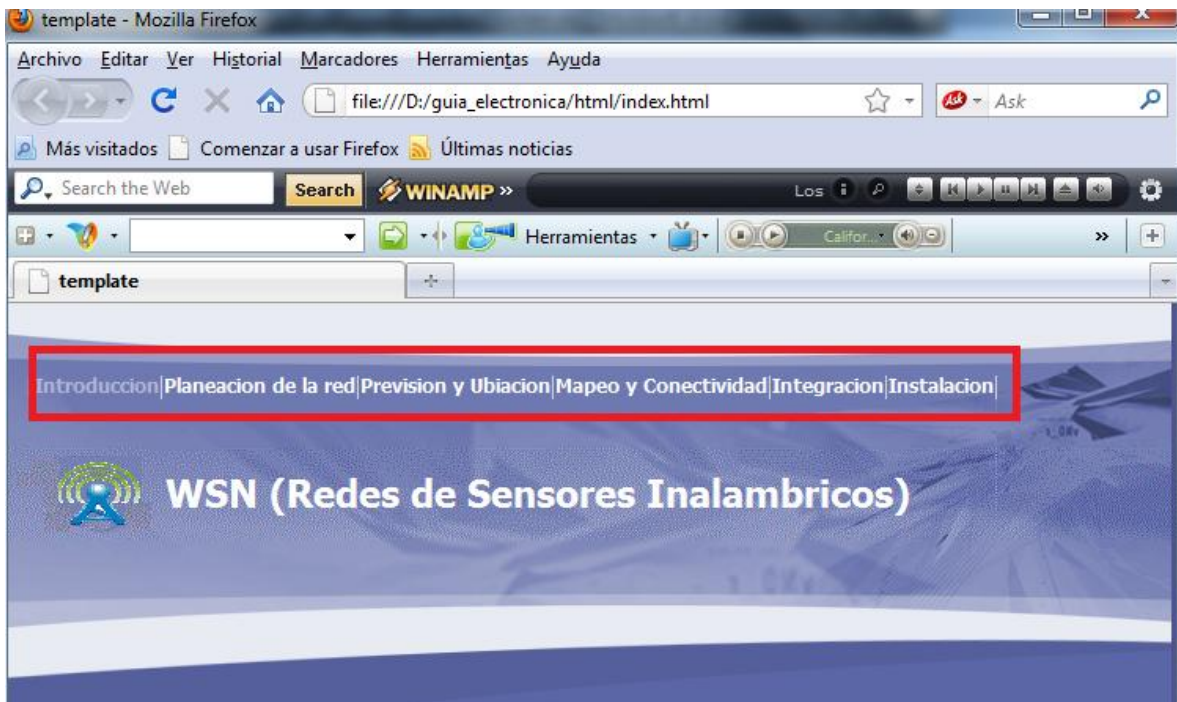 template - Mozilla Firefox
Archivo Editar Ver Historial Marcadores Herramientas Ayuda
file:///D:/guia_electronica/html/index.html Ask
Más visitados Comenzar a usar Firefox Últimas noticias
Search the Web Search WINAMP » Los
Herramientas Califor... »
template
Introduccion|Planeacion de la red|Prevision y Ubiacion|Mapeo y Conectividad|Integracion|Instalacion|
WSN (Redes de Sensores Inalambricos)